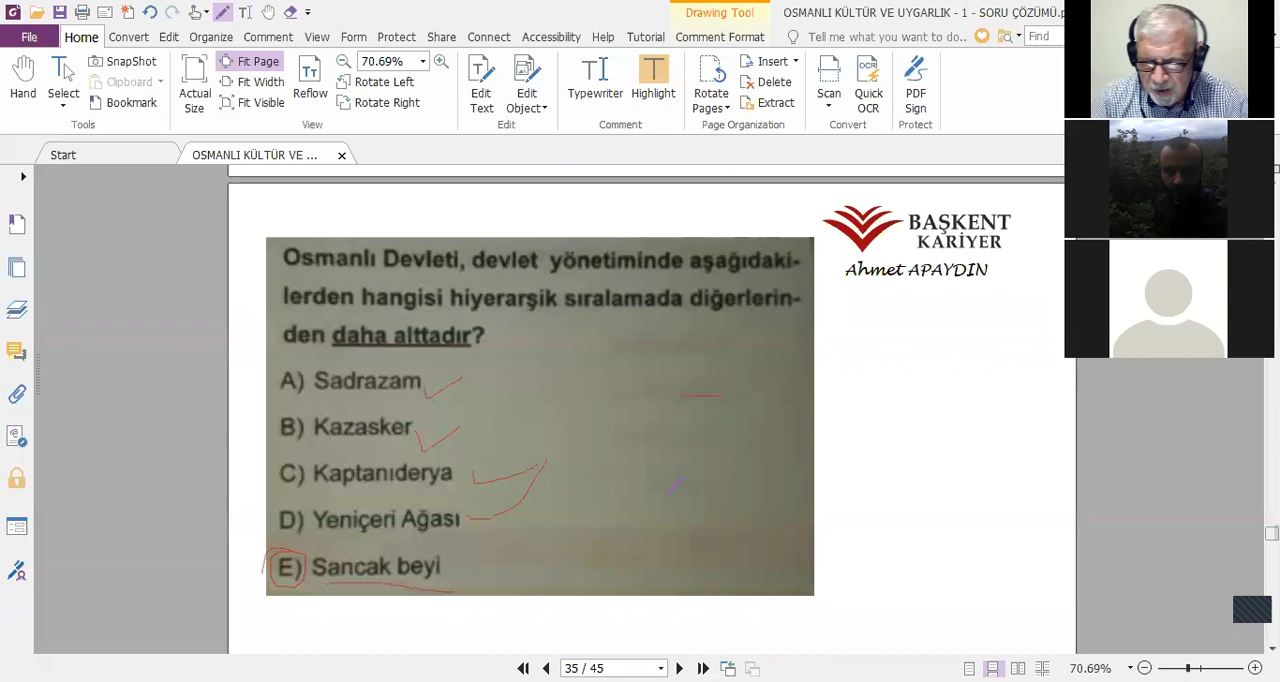 Drawing Tool
OSMANLI KÜLTÜR VE UYGARLIK - 1 - SORU ÇÖZÜMÜ.p
File Home Convert Edit Organize Comment View Form Protect Share Connect Accessibility Help Tutorial Comment Format Tell me what you want to do.. Find
Hand
Select
SnapShot
Clipboard
Bookmark
Tools
Actual Size
Fit Page
Fit Width
Fit Visible
Reflow
70.69%
Rotate Left
Rotate Right
View
Edit Text
Edit Object
Edit
Typewriter
Highlight
Comment
Rotate Pages
Insert
Delete
Extract
Page Organization
Scan
Quick OCR
Convert
PDF Sign
Protect
Start
OSMANLI KÜLTÜR VE ...
BAŞKENT
KARİYER
Ahmet APAYDIN
Osmanlı Devleti, devlet yönetiminde aşağıdaki-
lerden hangisi hiyerarşik sıralamada diğerlerin-
den daha alttadır?
A) Sadrazam
B) Kazasker
C) Kaptanıderya
D) Yeniçeri Ağası
E) Sancak beyi
35 / 45
70.69%